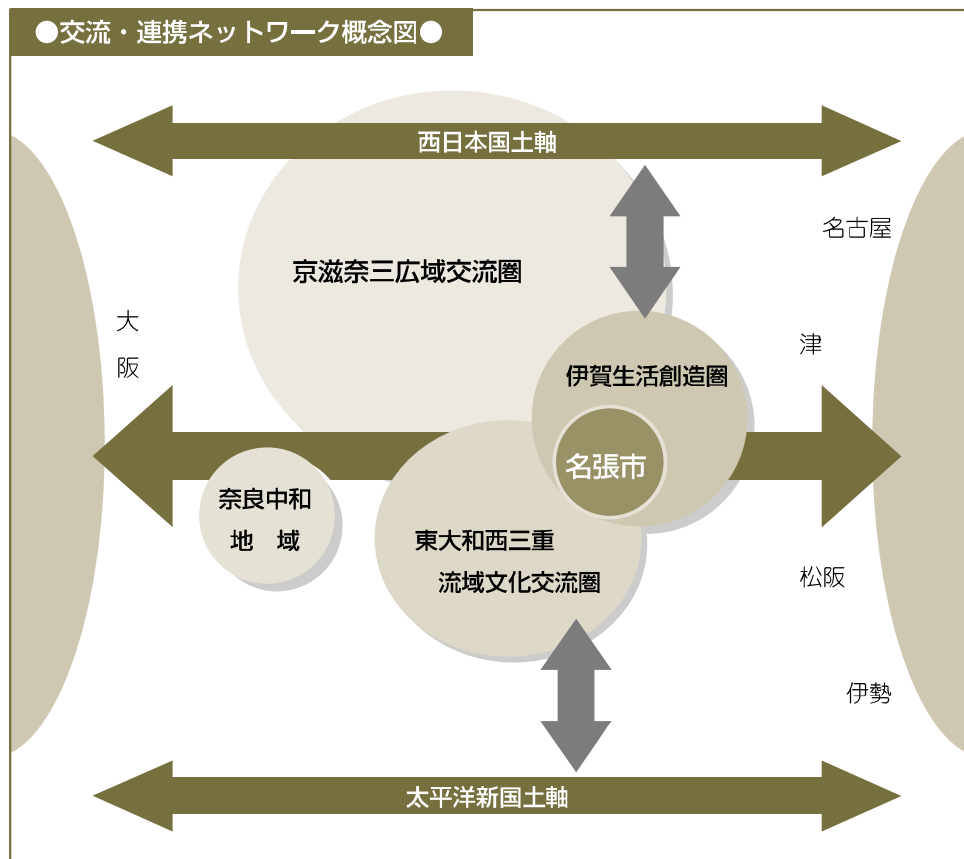 ●交流・連携ネットワーク概念図●
西日本国土軸
名古屋
京滋奈三広域交流圏
大
阪
津
伊賀生活創造圏
名張市
奈良中和
地　域
東大和西三重
流域文化交流圏
松阪
伊勢
太平洋新国土軸